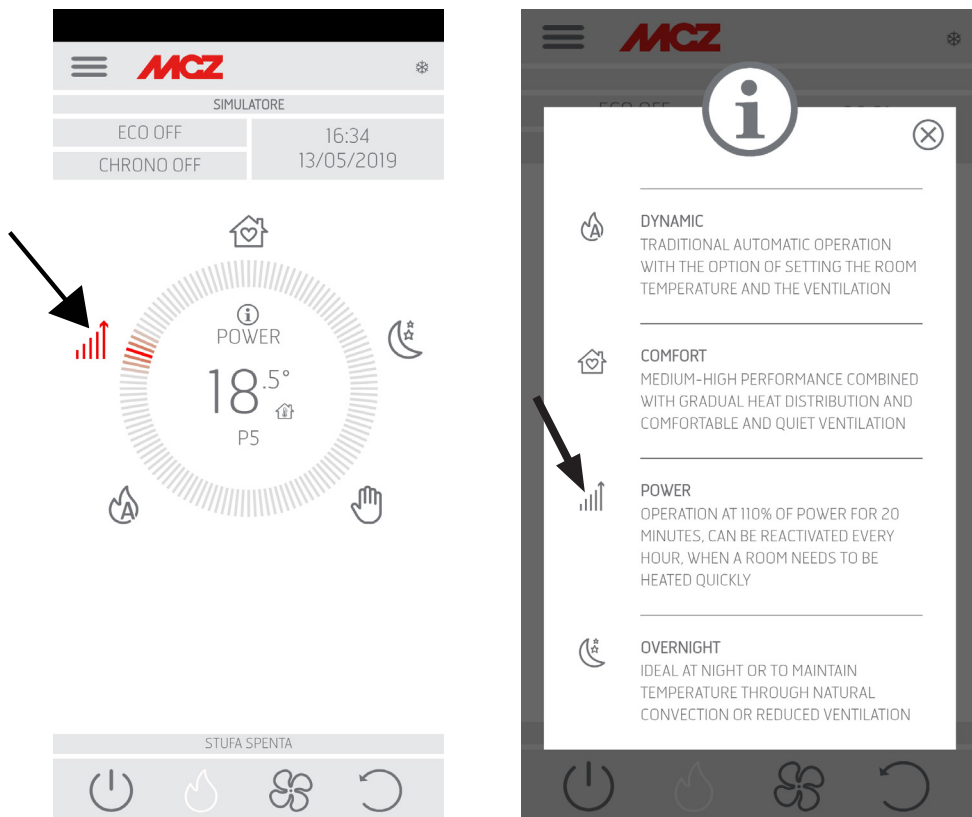 MCZ
SIMULATORE
ECO OFF
CHRONO OFF
16:34
13/05/2019
POWER
18.5°
P5
A
STUFA SPENTA
MCZ
ECO OFF
i
DYNAMIC
TRADITIONAL AUTOMATIC OPERATION
WITH THE OPTION OF SETTING THE ROOM
TEMPERATURE AND THE VENTILATION
COMFORT
MEDIUM-HIGH PERFORMANCE COMBINED
WITH GRADUAL HEAT DISTRIBUTION AND
COMFORTABLE AND QUIET VENTILATION
POWER
OPERATION AT 110% OF POWER FOR 20
MINUTES, CAN BE REACTIVATED EVERY
HOUR, WHEN A ROOM NEEDS TO BE
HEATED QUICKLY
OVERNIGHT
IDEAL AT NIGHT OR TO MAINTAIN
TEMPERATURE THROUGH NATURAL
CONVECTION OR REDUCED VENTILATION